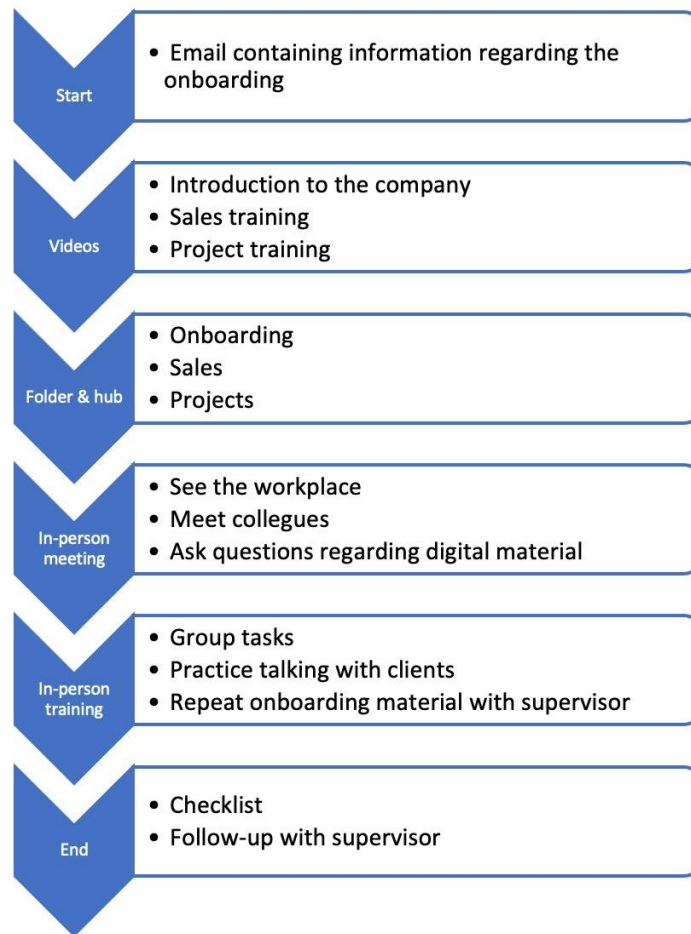 Start
• Email containing information regarding the
onboarding
Videos
• Introduction to the company
• Sales training
• Project training
Folder & hub
• Onboarding
• Sales
• Projects
In-person
meeting
• See the workplace
• Meet collegues
• Ask questions regarding digital material
In-person
training
• Group tasks
• Practice talking with clients
• Repeat onboarding material with supervisor
End
• Checklist
• Follow-up with supervisor